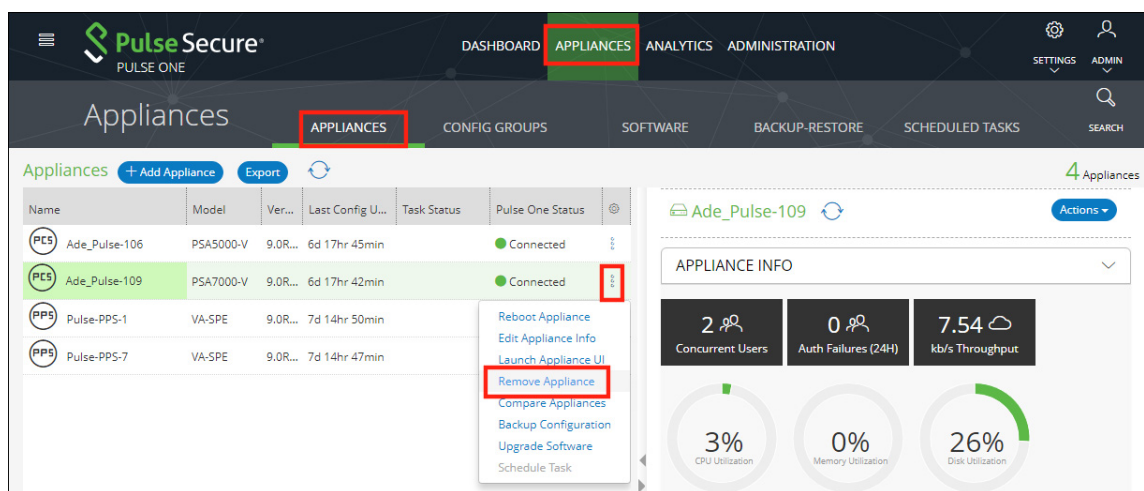 Pulse Secure®
PULSE ONE
DASHBOARD APPLIANCES ANALYTICS ADMINISTRATION
SETTINGS
ADMIN
Appliances
APPLIANCES CONFIG GROUPS SOFTWARE BACKUP-RESTORE SCHEDULED TASKS
SEARCH
Appliances + Add Appliance Export
4 Appliances
Name Model Ver... Last Config U... Task Status Pulse One Status
PCS Ade_Pulse-106 PSA5000-V 9.0R... 6d 17hr 45min Connected
PCS Ade_Pulse-109 PSA7000-V 9.0R... 6d 17hr 42min Connected
PPS Pulse-PPS-1 VA-SPE 9.0R... 7d 14hr 50min
PPS Pulse-PPS-7 VA-SPE 9.0R... 7d 14hr 47min
Reboot Appliance
Edit Appliance Info
Launch Appliance UI
Remove Appliance
Compare Appliances
Backup Configuration
Upgrade Software
Schedule Task
Ade_Pulse-109
Actions
APPLIANCE INFO
2
Concurrent Users
0
Auth Failures (24H)
7.54
kb/s Throughput
3%
CPU Utilization
0%
Memory Utilization
26%
Disk Utilization